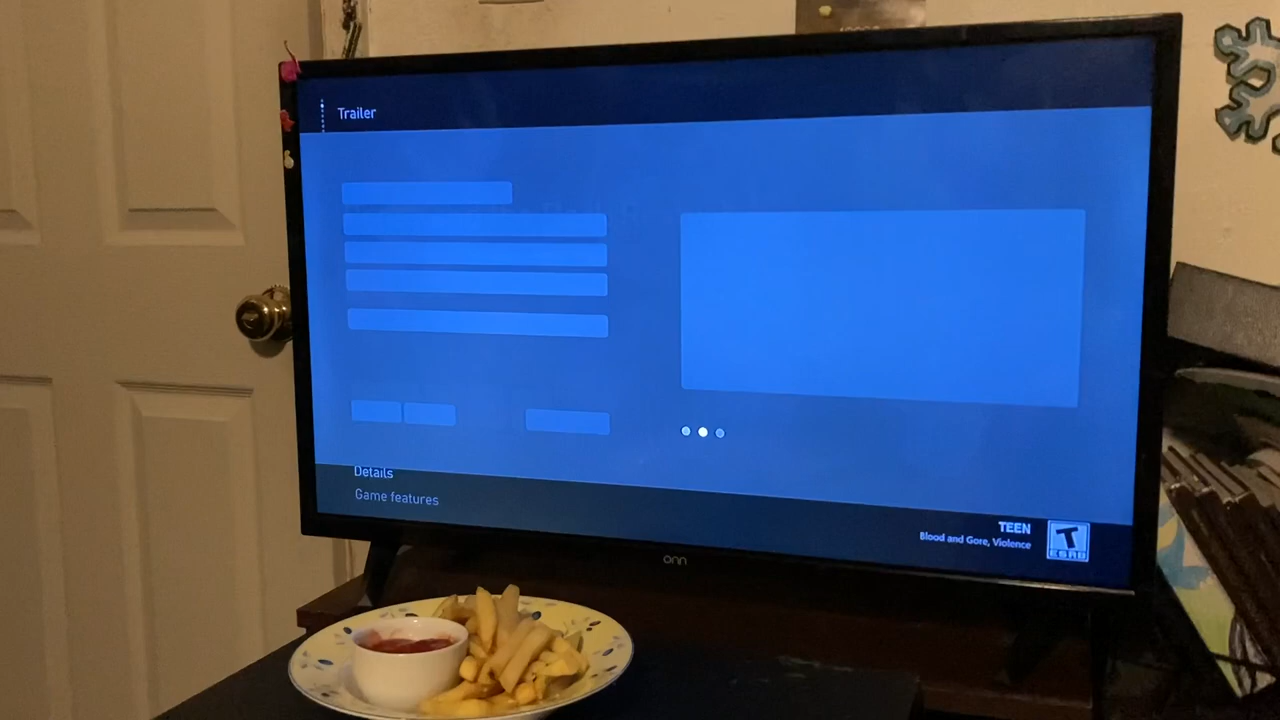 Trailer
Details
Game features
TEEN
Blood and Gore, Violence
T
ESRB
onn